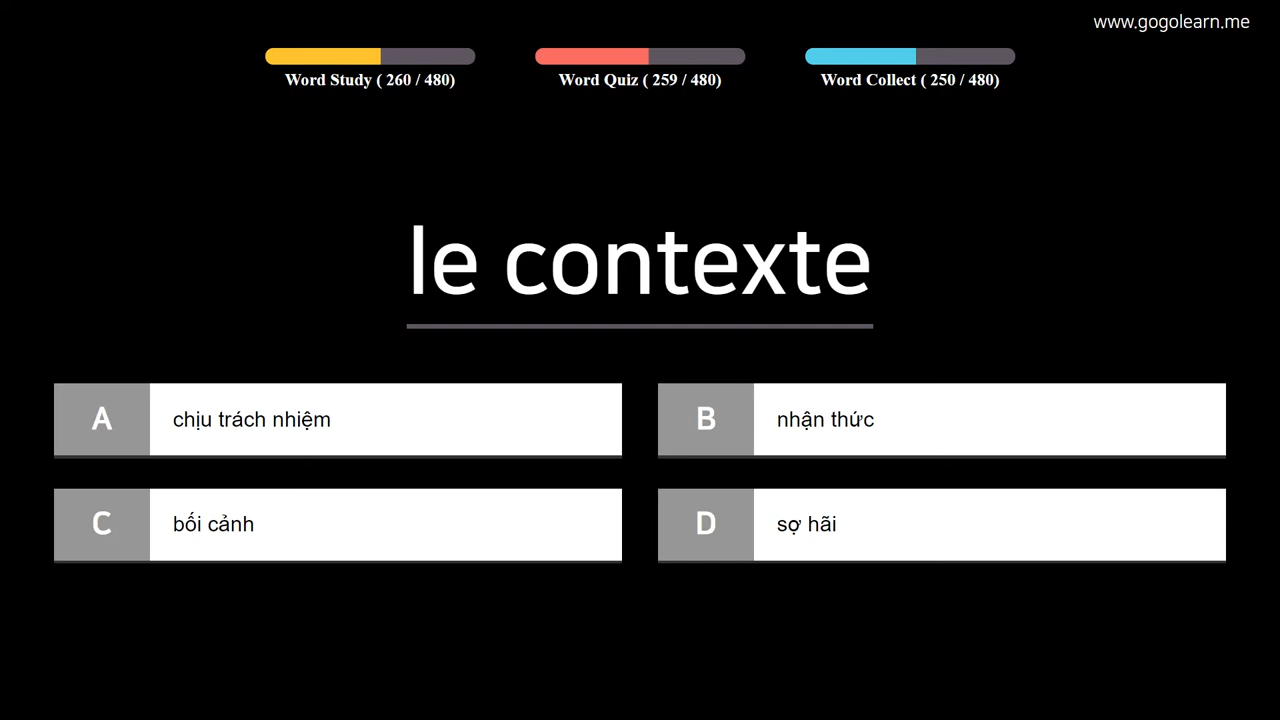 www.gogolearn.me
Word Study ( 260 / 480)
Word Quiz ( 259 / 480)
Word Collect ( 250 / 480)
le contexte
A chịu trách nhiệm
B nhận thức
C bối cảnh
D sợ hãi